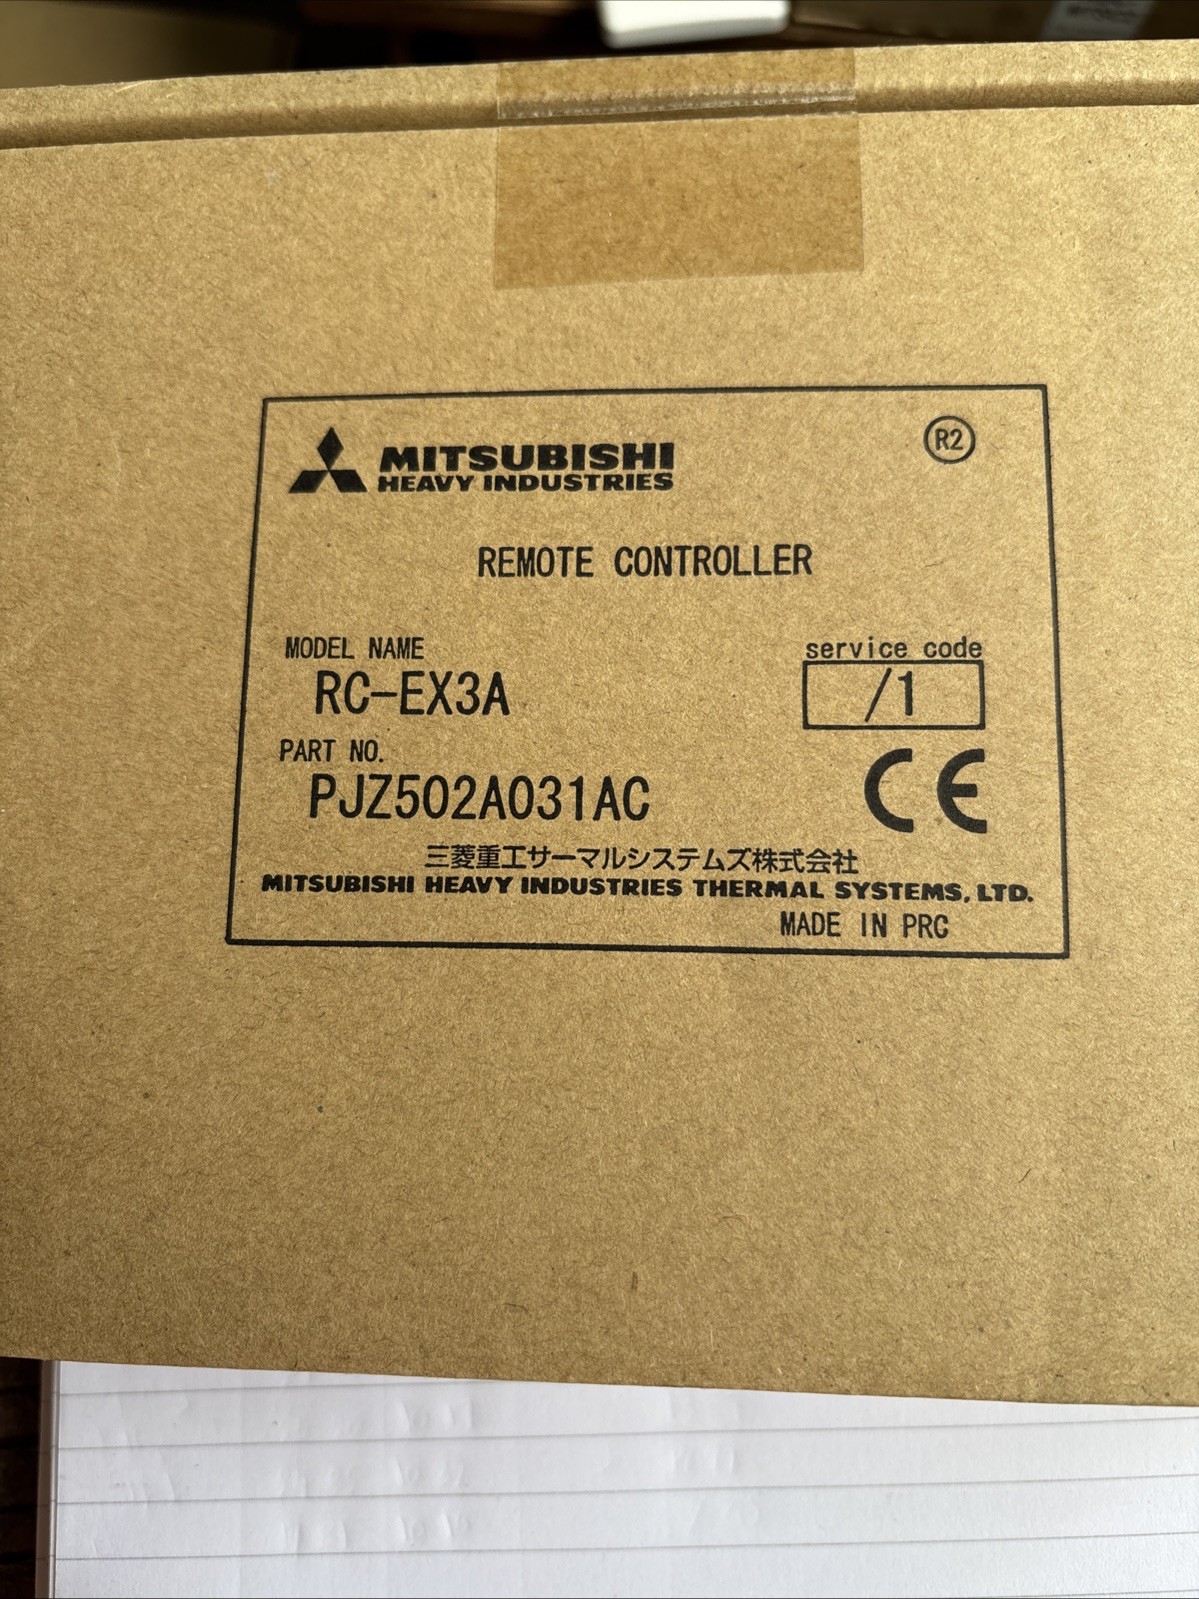 MITSUBISHI
HEAVY INDUSTRIES
R2
REMOTE CONTROLLER
MODEL NAME
RC-EX3A
service code
/1
PART NO.
PJZ502A031AC
CE
三菱重工サーマルシステムズ株式会社
MITSUBISHI HEAVY INDUSTRIES THERMAL SYSTEMS, LTD.
MADE IN PRC